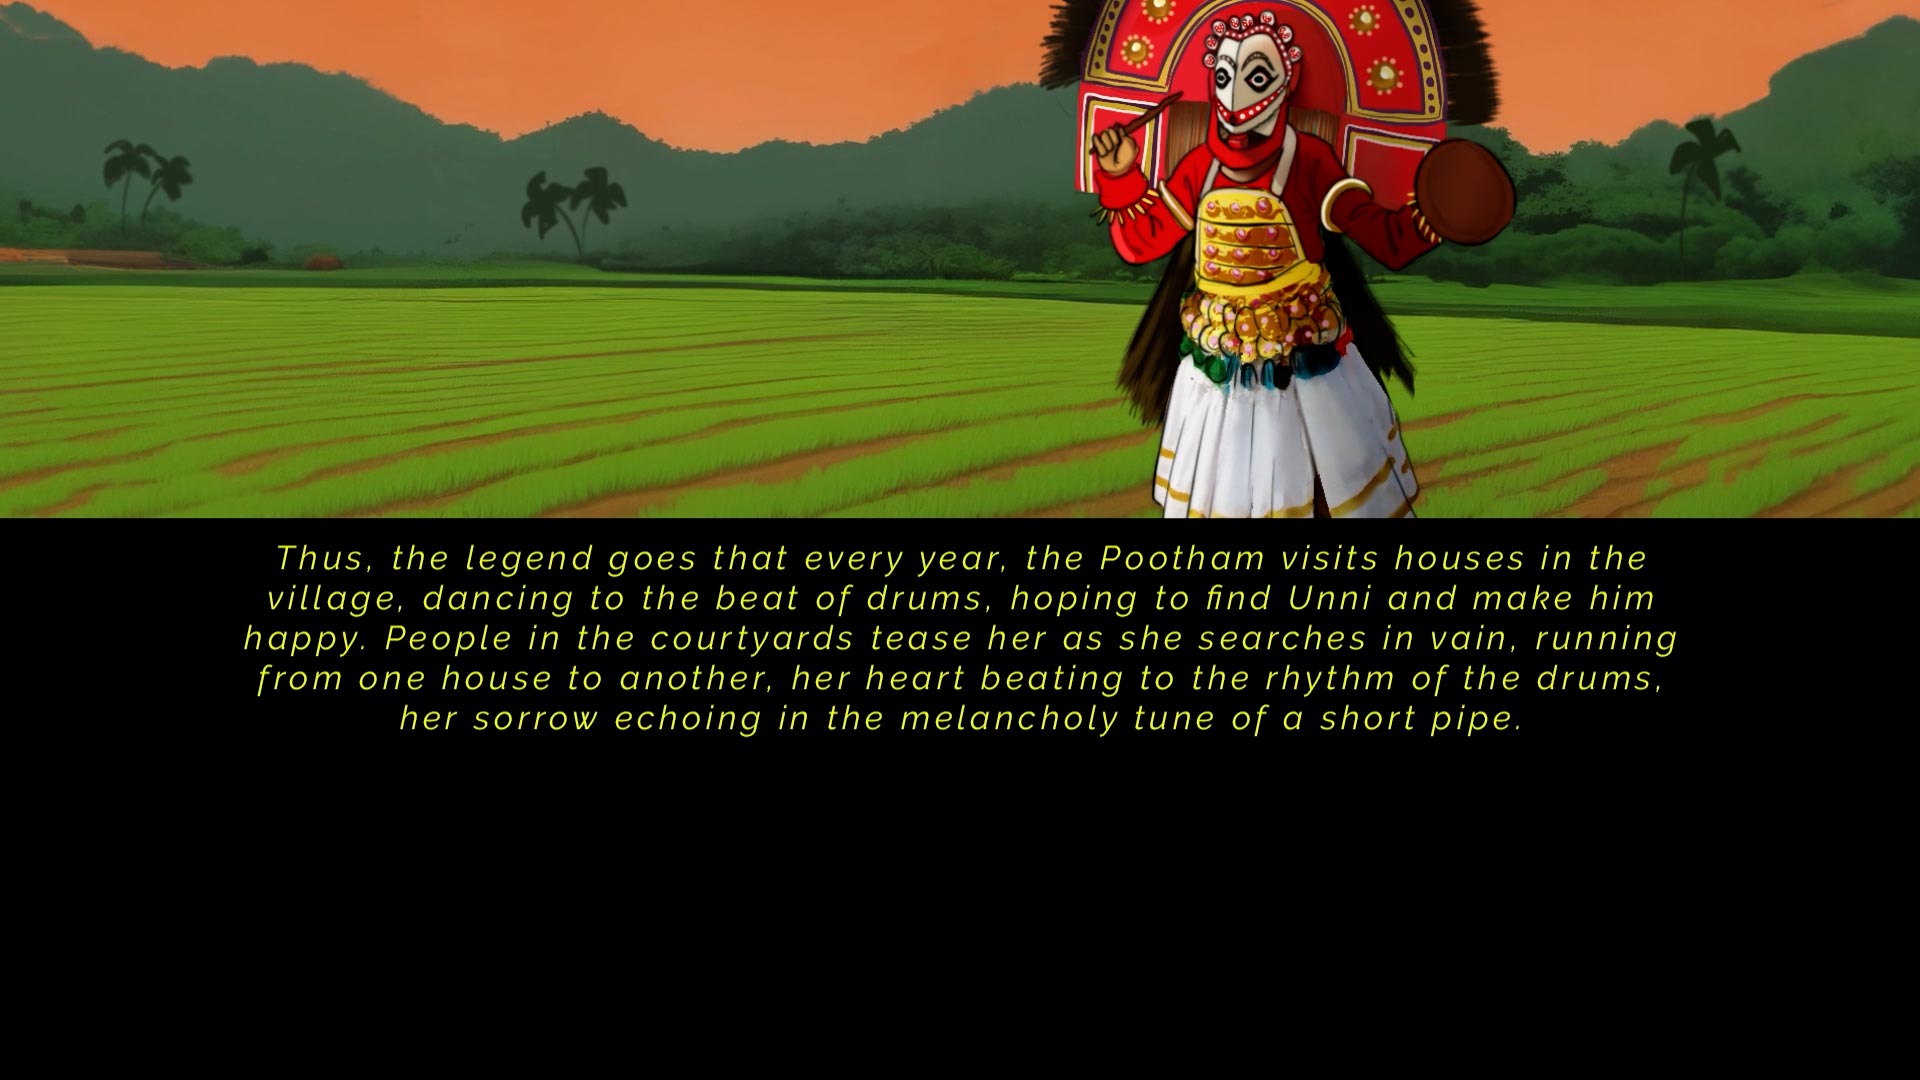 Thus, the legend goes that every year, the Pootham visits houses in the
village, dancing to the beat of drums, hoping to find Unni and make him
happy. People in the courtyards tease her as she searches in vain, running
from one house to another, her heart beating to the rhythm of the drums,
her sorrow echoing in the melancholy tune of a short pipe.